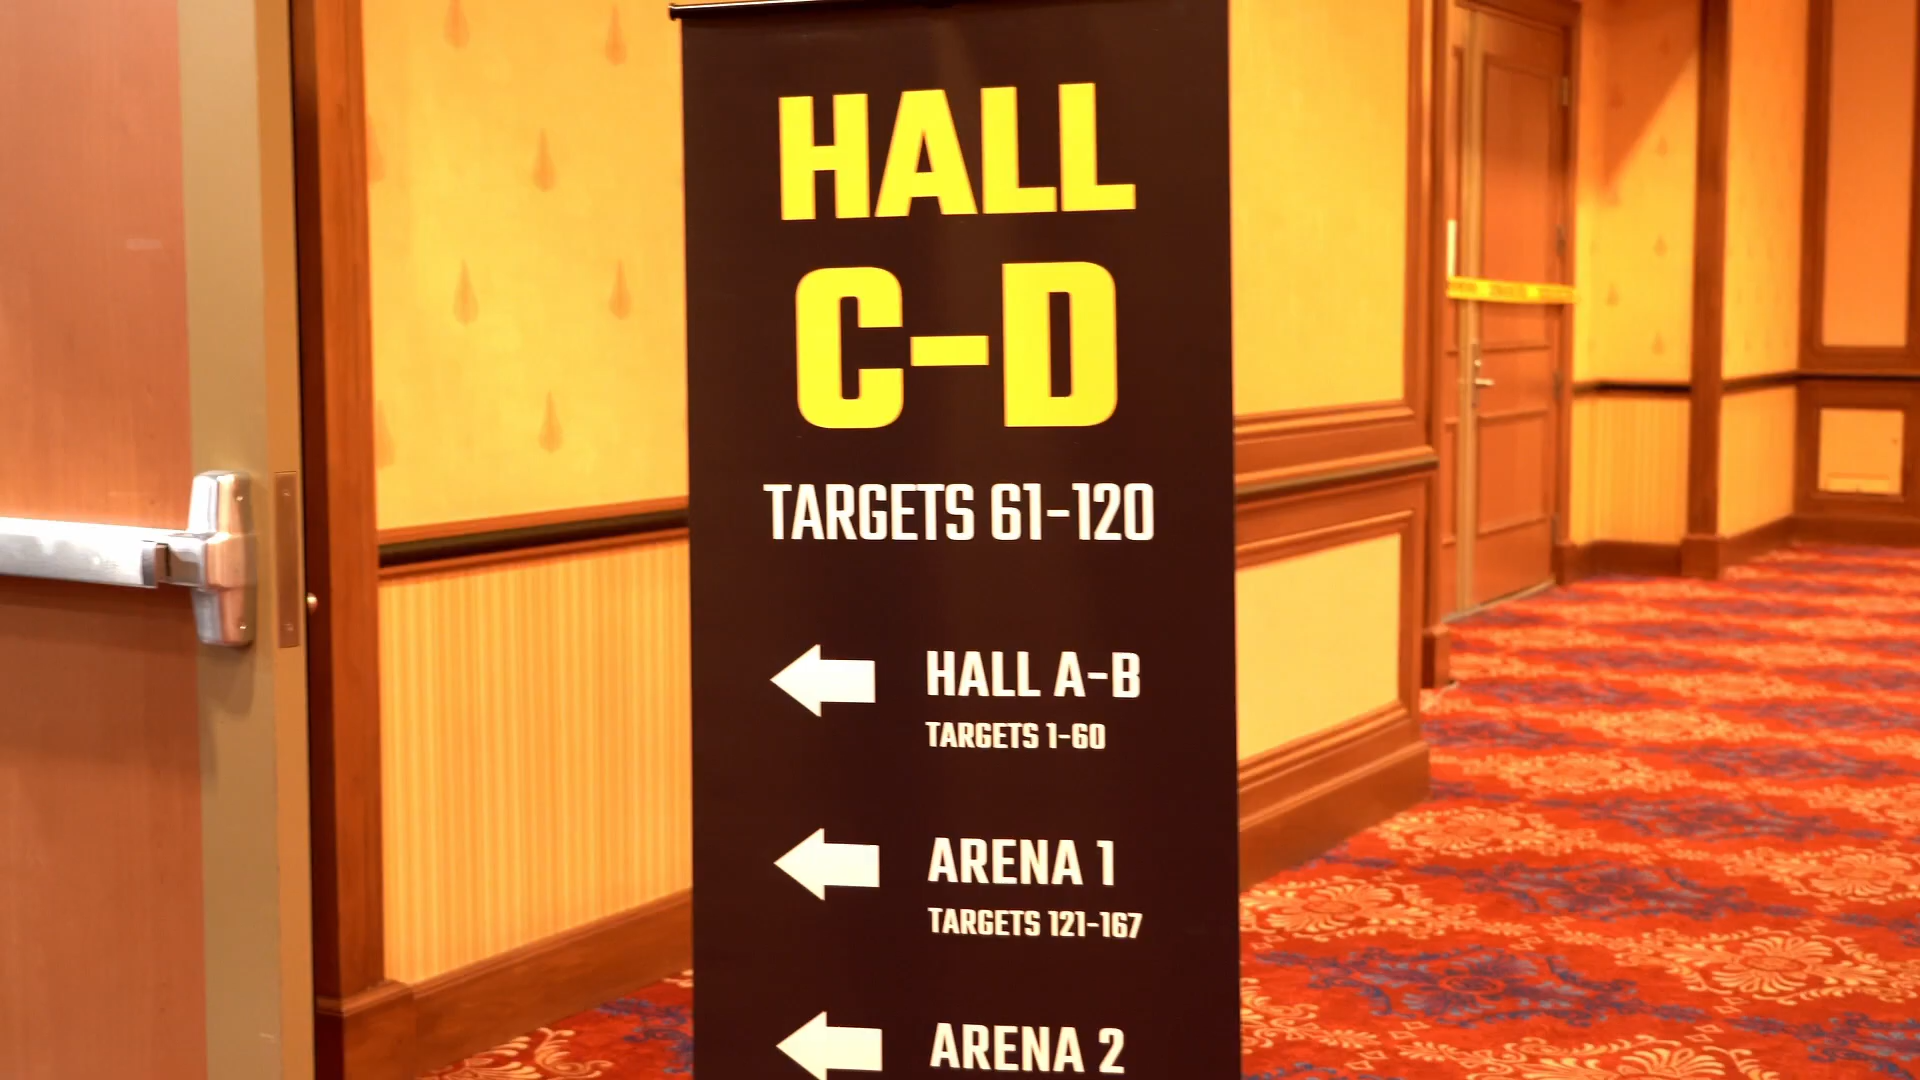 HALL
C-D
TARGETS 61-120
HALL A-B
TARGETS 1-60
ARENA 1
TARGETS 121-167
ARENA 2